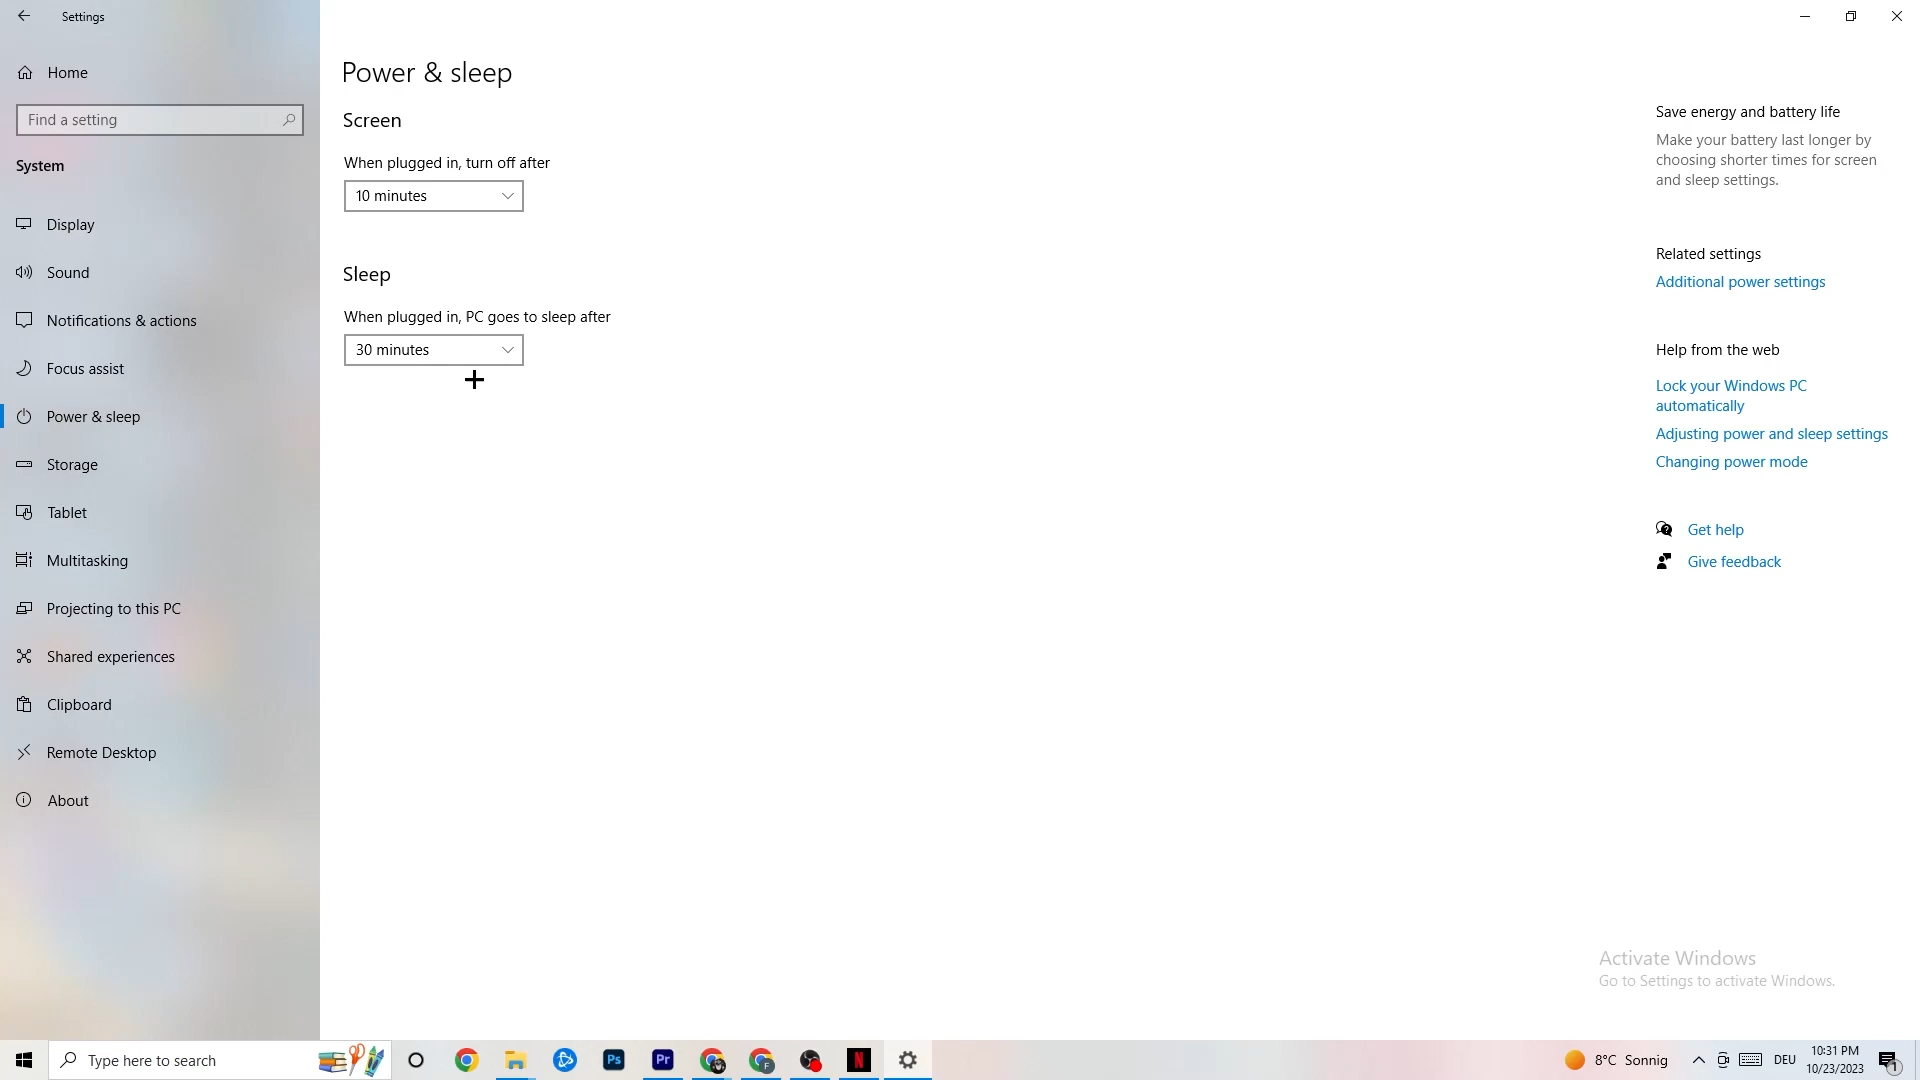 Settings
Home
Find a setting
System
Display
Sound
Notifications & actions
Focus assist
Power & sleep
Storage
Tablet
Multitasking
Projecting to this PC
Shared experiences
Clipboard
Remote Desktop
About
Power & sleep
Screen
When plugged in, turn off after
10 minutes
Sleep
When plugged in, PC goes to sleep after
30 minutes
Save energy and battery life
Make your battery last longer by
choosing shorter times for screen
and sleep settings.
Related settings
Additional power settings
Help from the web
Lock your Windows PC
automatically
Adjusting power and sleep settings
Changing power mode
Get help
Give feedback
Activate Windows
Go to Settings to activate Windows.
Type here to search
Ps
Pr
F
N
8°C Sonnig
DEU
10:31 PM
10/23/2023
1